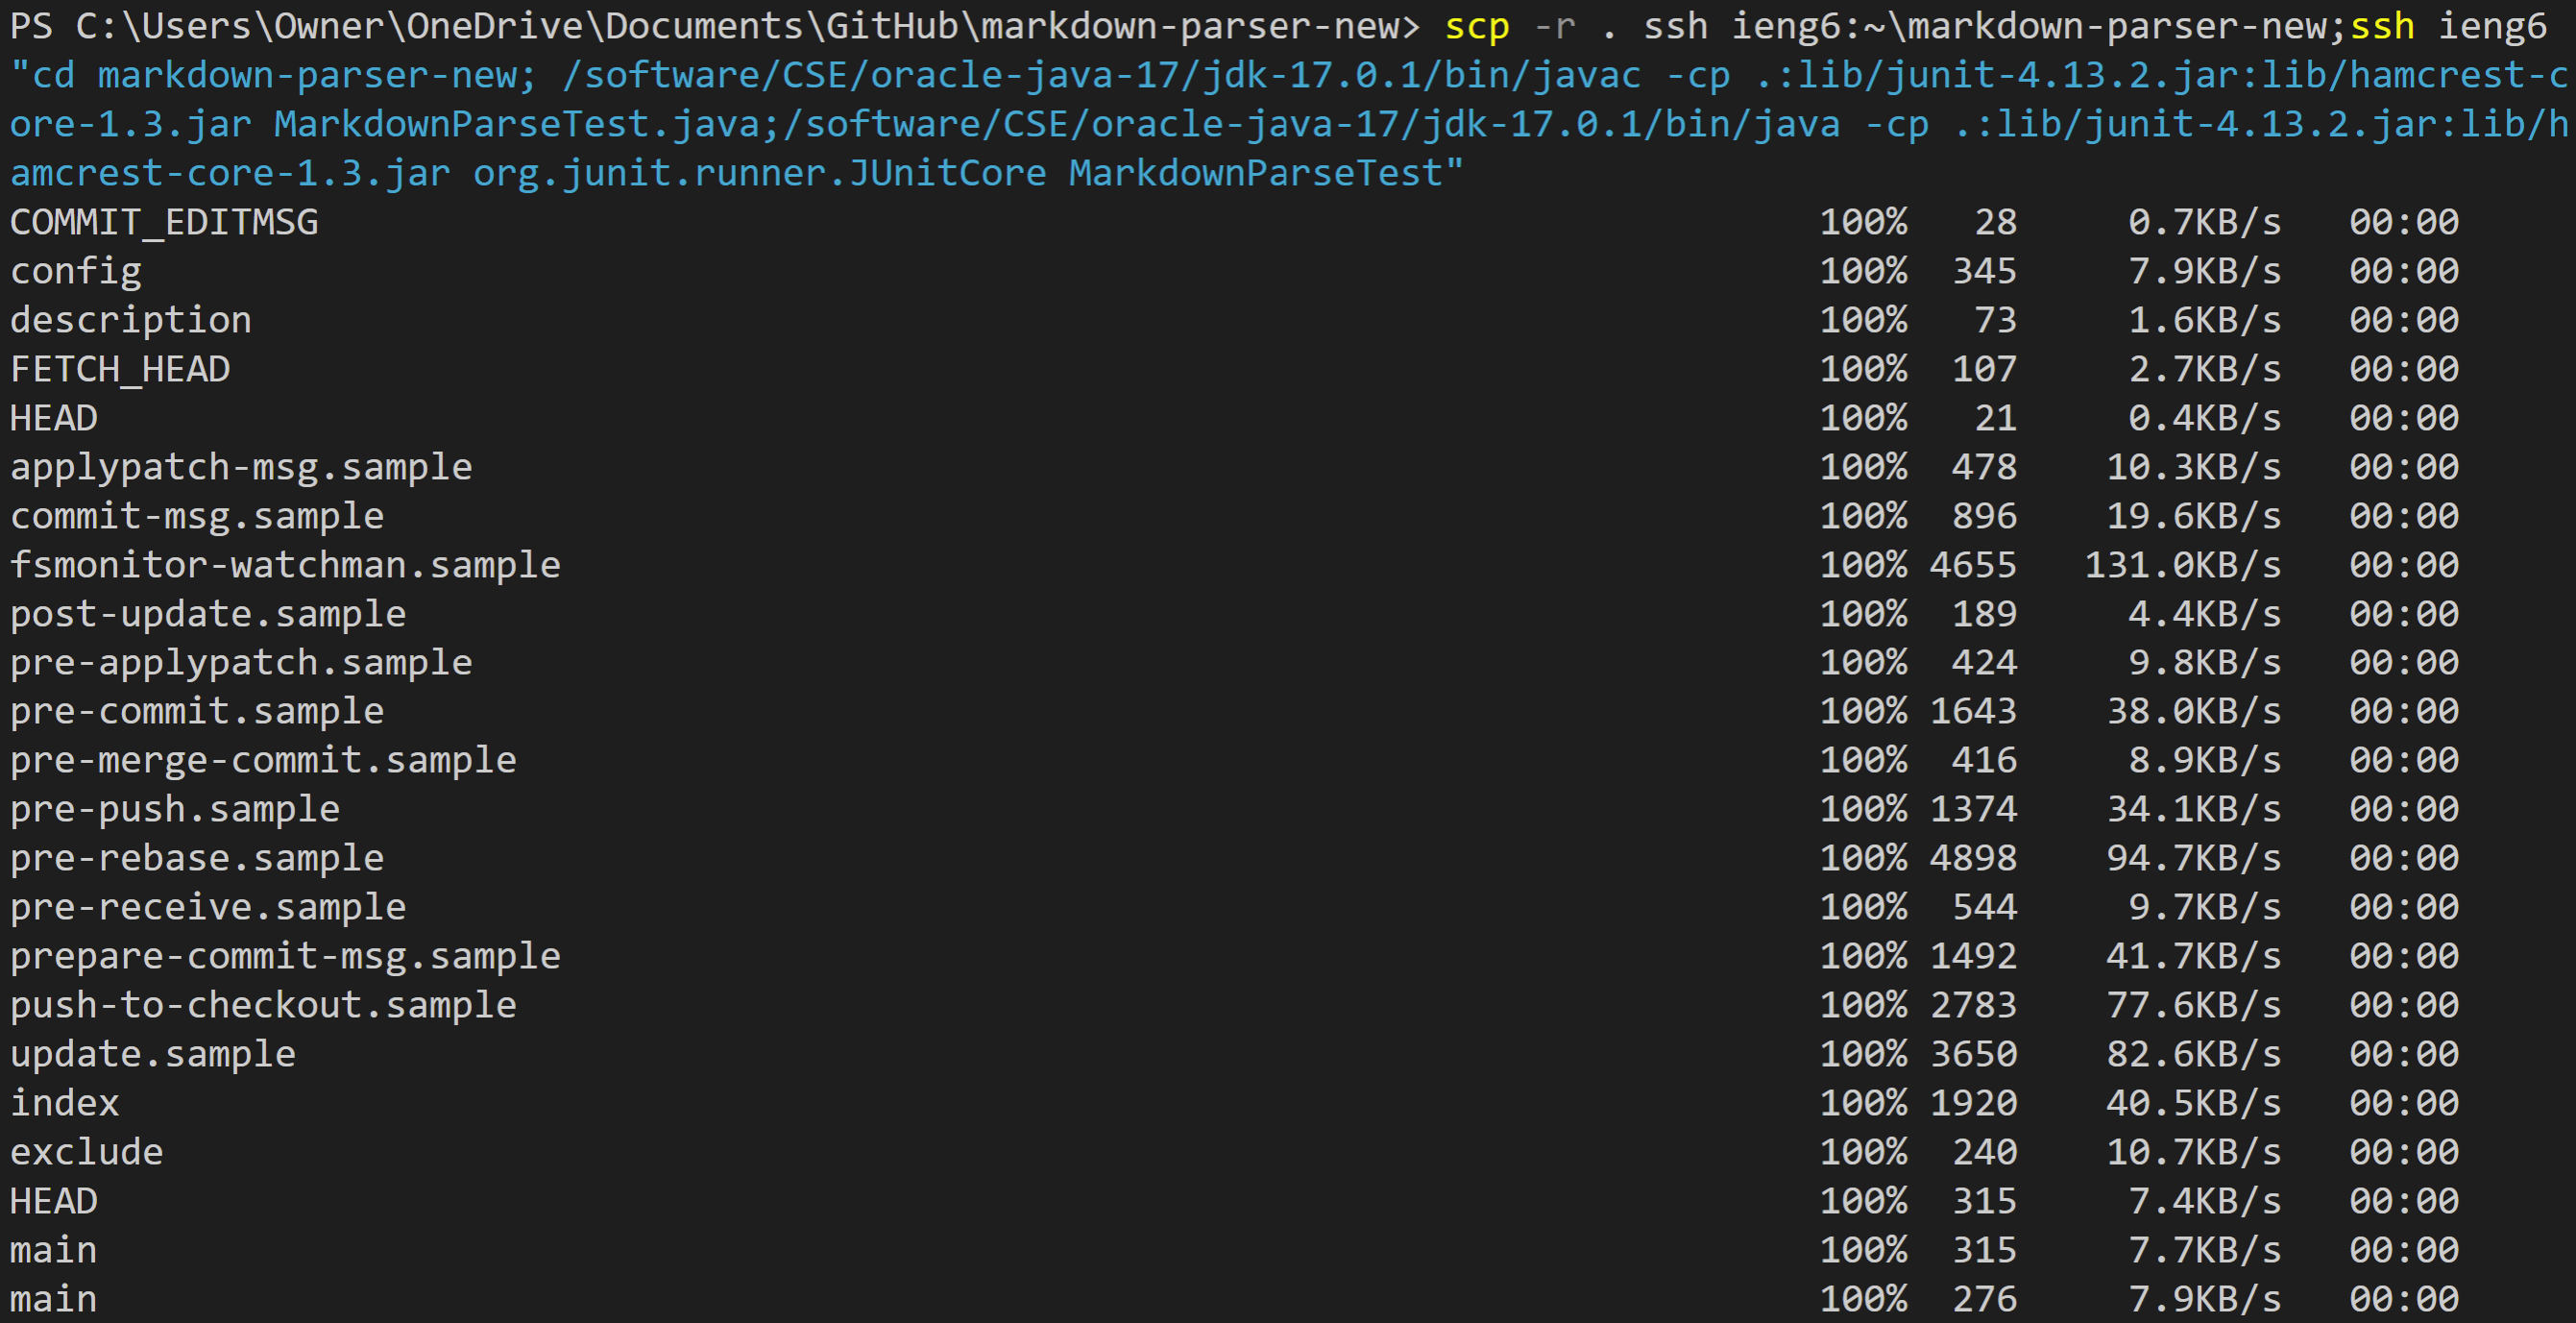 PS C:\Users\Owner\OneDrive\Documents\GitHub\markdown-parser-new> scp -r . ssh ieng6:~\markdown-parser-new;ssh ieng6
"cd markdown-parser-new; /software/CSE/oracle-java-17/jdk-17.0.1/bin/javac -cp .:lib/junit-4.13.2.jar:lib/hamcrest-c
ore-1.3.jar MarkdownParseTest.java;/software/CSE/oracle-java-17/jdk-17.0.1/bin/java -cp .:lib/junit-4.13.2.jar:lib/h
amcrest-core-1.3.jar org.junit.runner.JUnitCore MarkdownParseTest"
COMMIT_EDITMSG 100% 28 0.7KB/s 00:00
config 100% 345 7.9KB/s 00:00
description 100% 73 1.6KB/s 00:00
FETCH_HEAD 100% 107 2.7KB/s 00:00
HEAD 100% 21 0.4KB/s 00:00
applypatch-msg.sample 100% 478 10.3KB/s 00:00
commit-msg.sample 100% 896 19.6KB/s 00:00
fsmonitor-watchman.sample 100% 4655 131.0KB/s 00:00
post-update.sample 100% 189 4.4KB/s 00:00
pre-applypatch.sample 100% 424 9.8KB/s 00:00
pre-commit.sample 100% 1643 38.0KB/s 00:00
pre-merge-commit.sample 100% 416 8.9KB/s 00:00
pre-push.sample 100% 1374 34.1KB/s 00:00
pre-rebase.sample 100% 4898 94.7KB/s 00:00
pre-receive.sample 100% 544 9.7KB/s 00:00
prepare-commit-msg.sample 100% 1492 41.7KB/s 00:00
push-to-checkout.sample 100% 2783 77.6KB/s 00:00
update.sample 100% 3650 82.6KB/s 00:00
index 100% 1920 40.5KB/s 00:00
exclude 100% 240 10.7KB/s 00:00
HEAD 100% 315 7.4KB/s 00:00
main 100% 315 7.7KB/s 00:00
main 100% 276 7.9KB/s 00:00